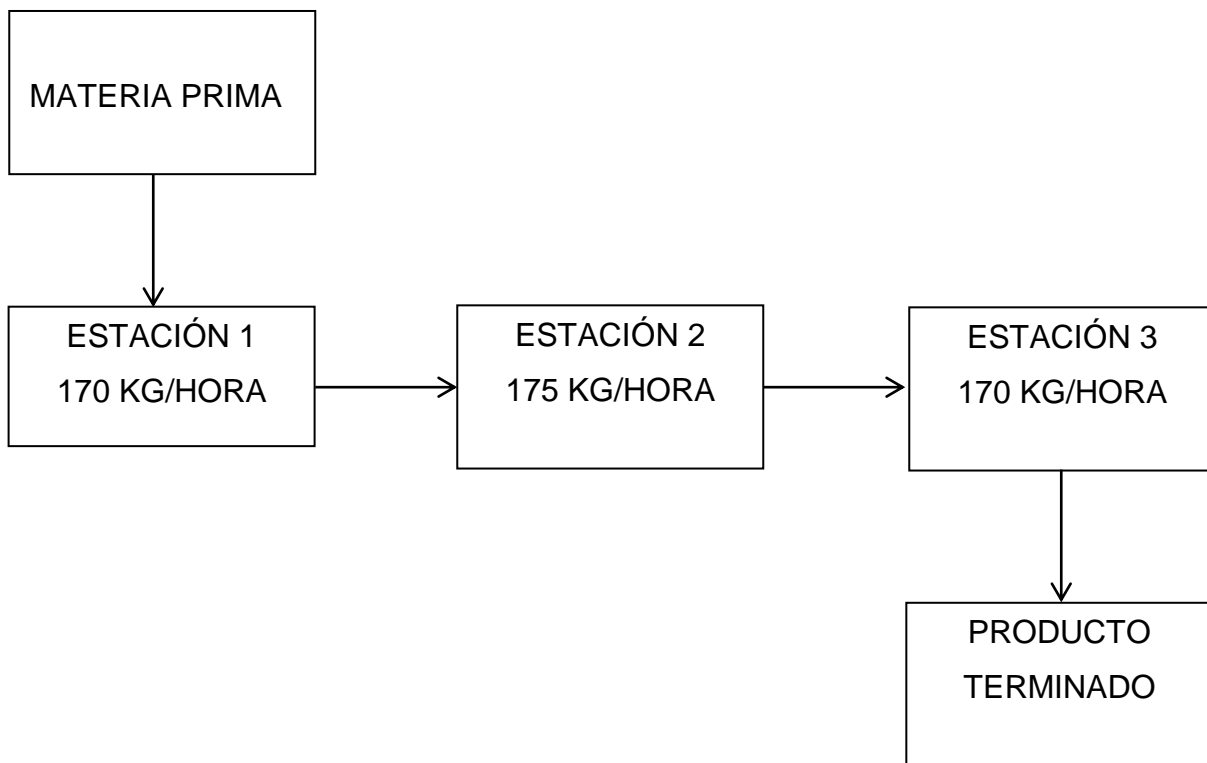 MATERIA PRIMA
ESTACIÓN 1
170 KG/HORA
ESTACIÓN 2
175 KG/HORA
ESTACIÓN 3
170 KG/HORA
PRODUCTO
TERMINADO